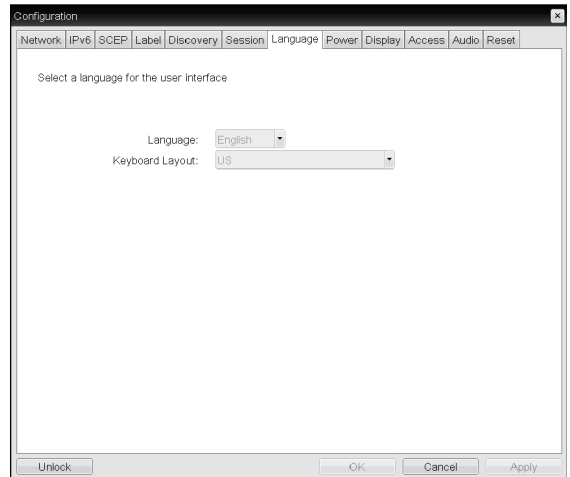 Configuration
Network IPv6 SCEP Label Discovery Session Language Power Display Access Audio Reset
Select a language for the user interface
Language: English
Keyboard Layout: US
Unlock OK Cancel Apply